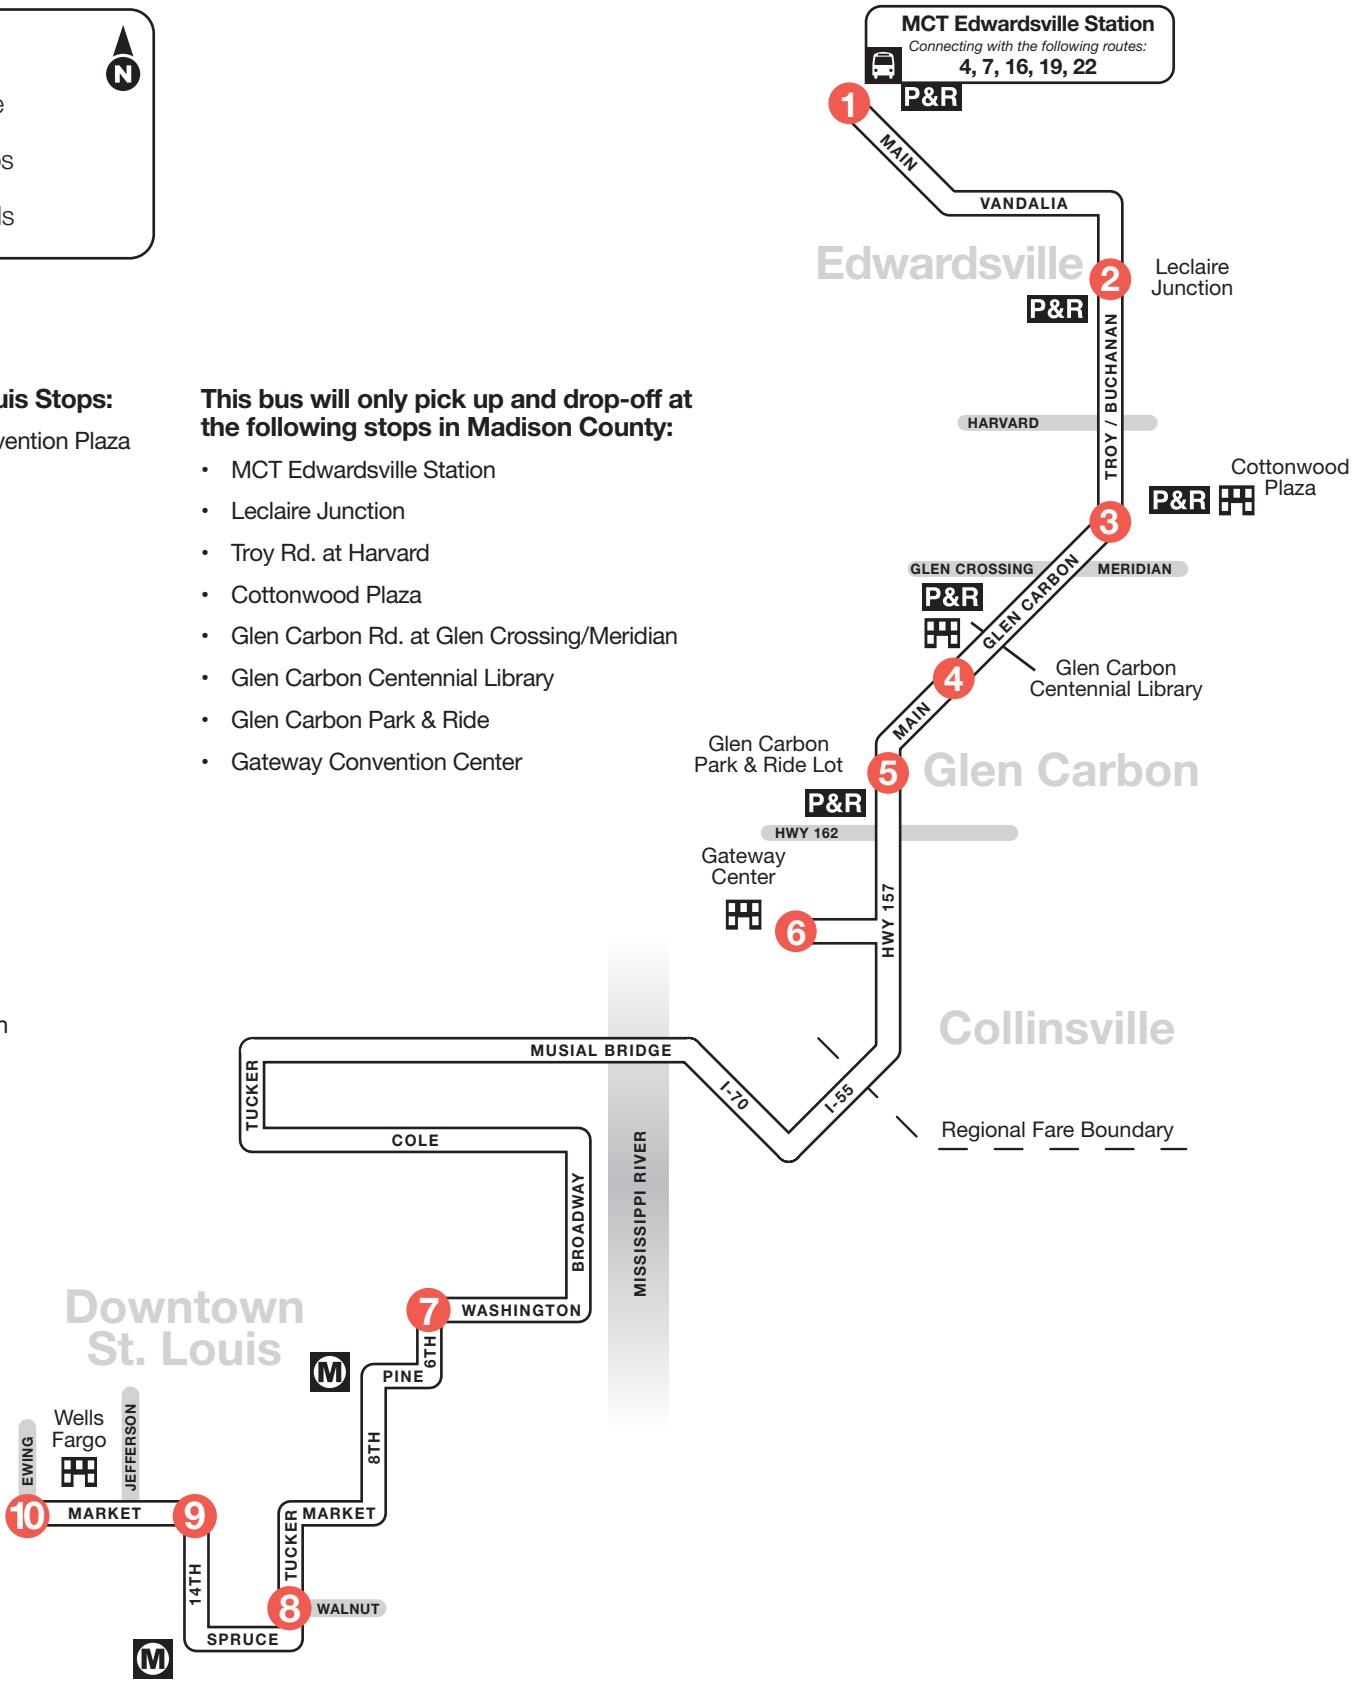 N
MCT Edwardsville Station
Connecting with the following routes:
4, 7, 16, 19, 22
P&R
1
MAIN
VANDALIA
Edwardsville
2
Leclaire
Junction
P&R
TROY / BUCHANAN
HARVARD
uis Stops:
vention Plaza
This bus will only pick up and drop-off at
the following stops in Madison County:
• MCT Edwardsville Station
• Leclaire Junction
• Troy Rd. at Harvard
• Cottonwood Plaza
• Glen Carbon Rd. at Glen Crossing/Meridian
• Glen Carbon Centennial Library
• Glen Carbon Park & Ride
• Gateway Convention Center
Cottonwood
Plaza
P&R
3
GLEN CROSSING
MERIDIAN
P&R
GLEN CARBON
4
Glen Carbon
Centennial Library
MAIN
Glen Carbon
Park & Ride Lot
5
Glen Carbon
P&R
HWY 162
Gateway
Center
6
HWY 157
Collinsville
MUSIAL BRIDGE
I-70
I-55
Regional Fare Boundary
TUCKER
COLE
BROADWAY
MISSISSIPPI RIVER
Downtown
St. Louis
7
WASHINGTON
6TH
M
PINE
8TH
Wells
Fargo
EWING
JEFFERSON
10
MARKET
9
MARKET
TUCKER
14TH
8
WALNUT
SPRUCE
M